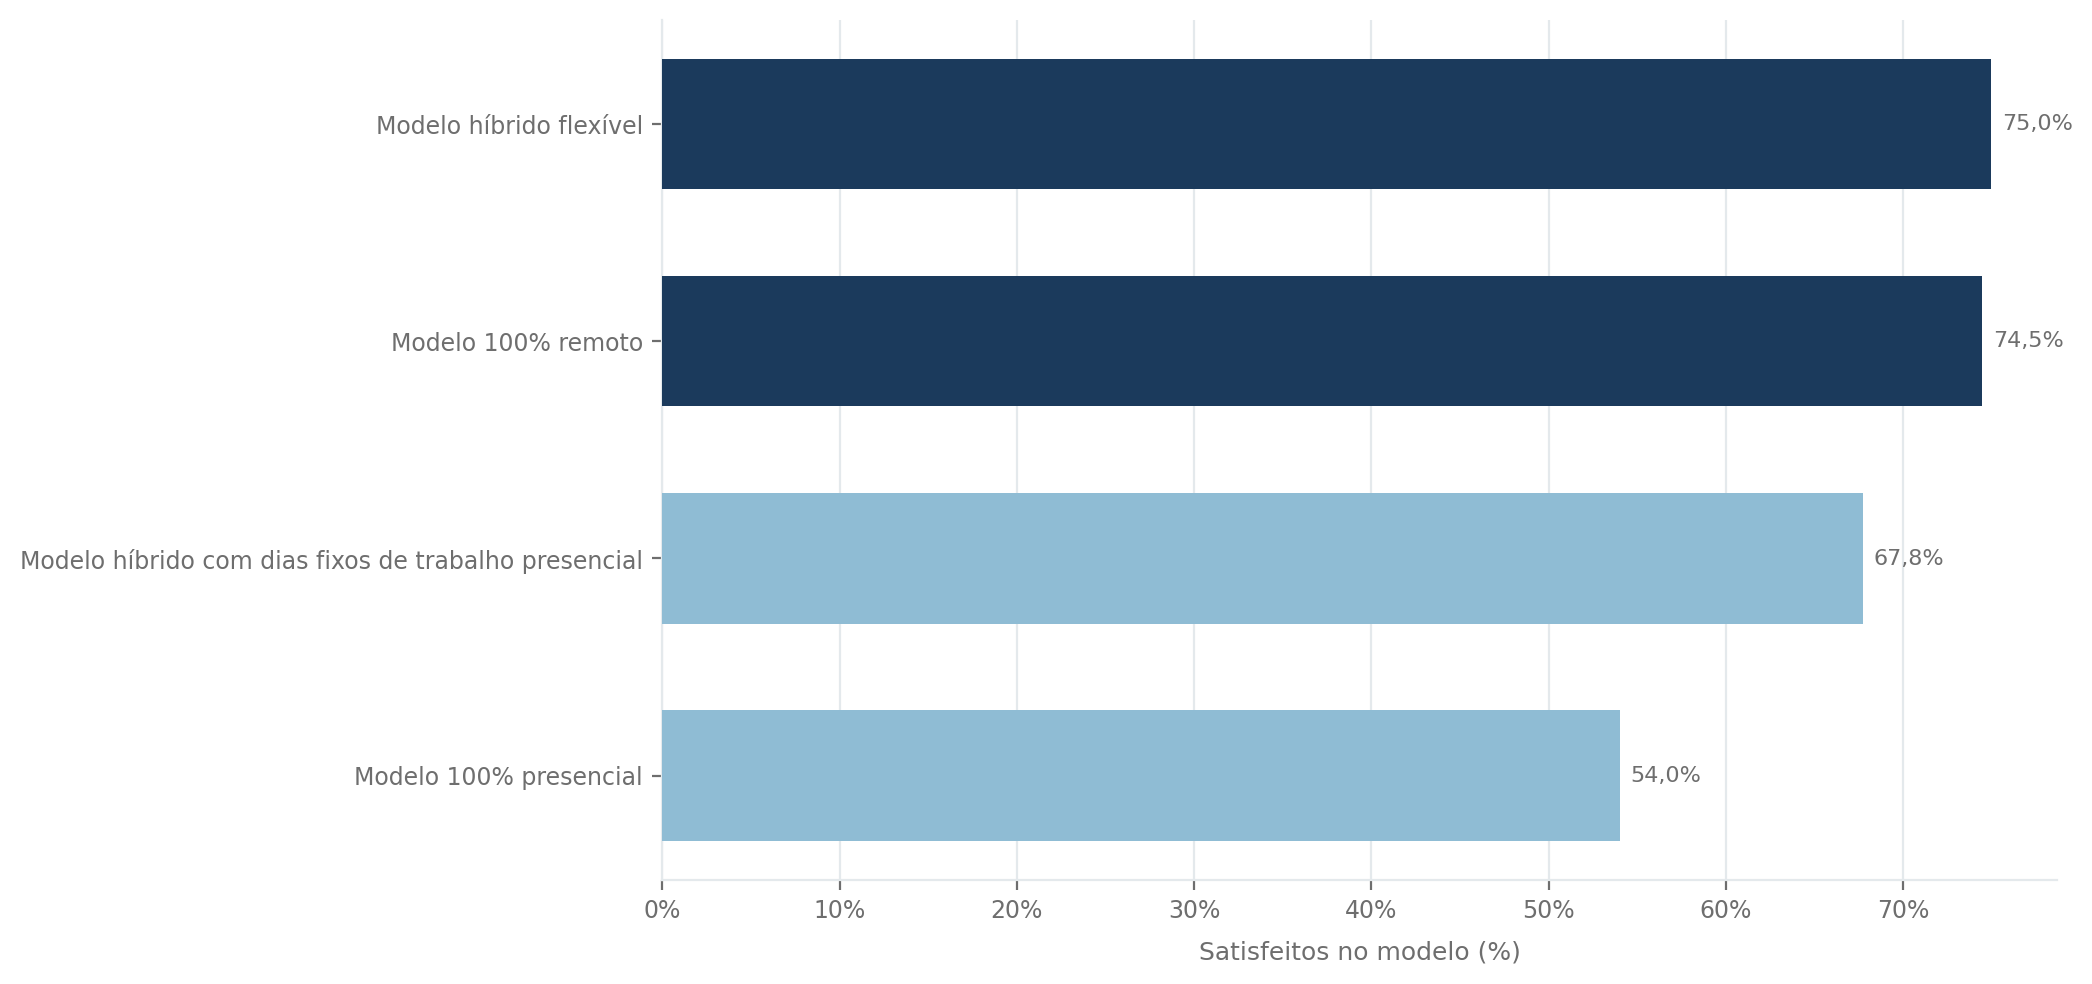 Modelo híbrido flexível
75,0%
Modelo 100% remoto
74,5%
Modelo híbrido com dias fixos de trabalho presencial
67,8%
Modelo 100% presencial
54,0%
0% 10% 20% 30% 40% 50% 60% 70%
Satisfeitos no modelo (%)